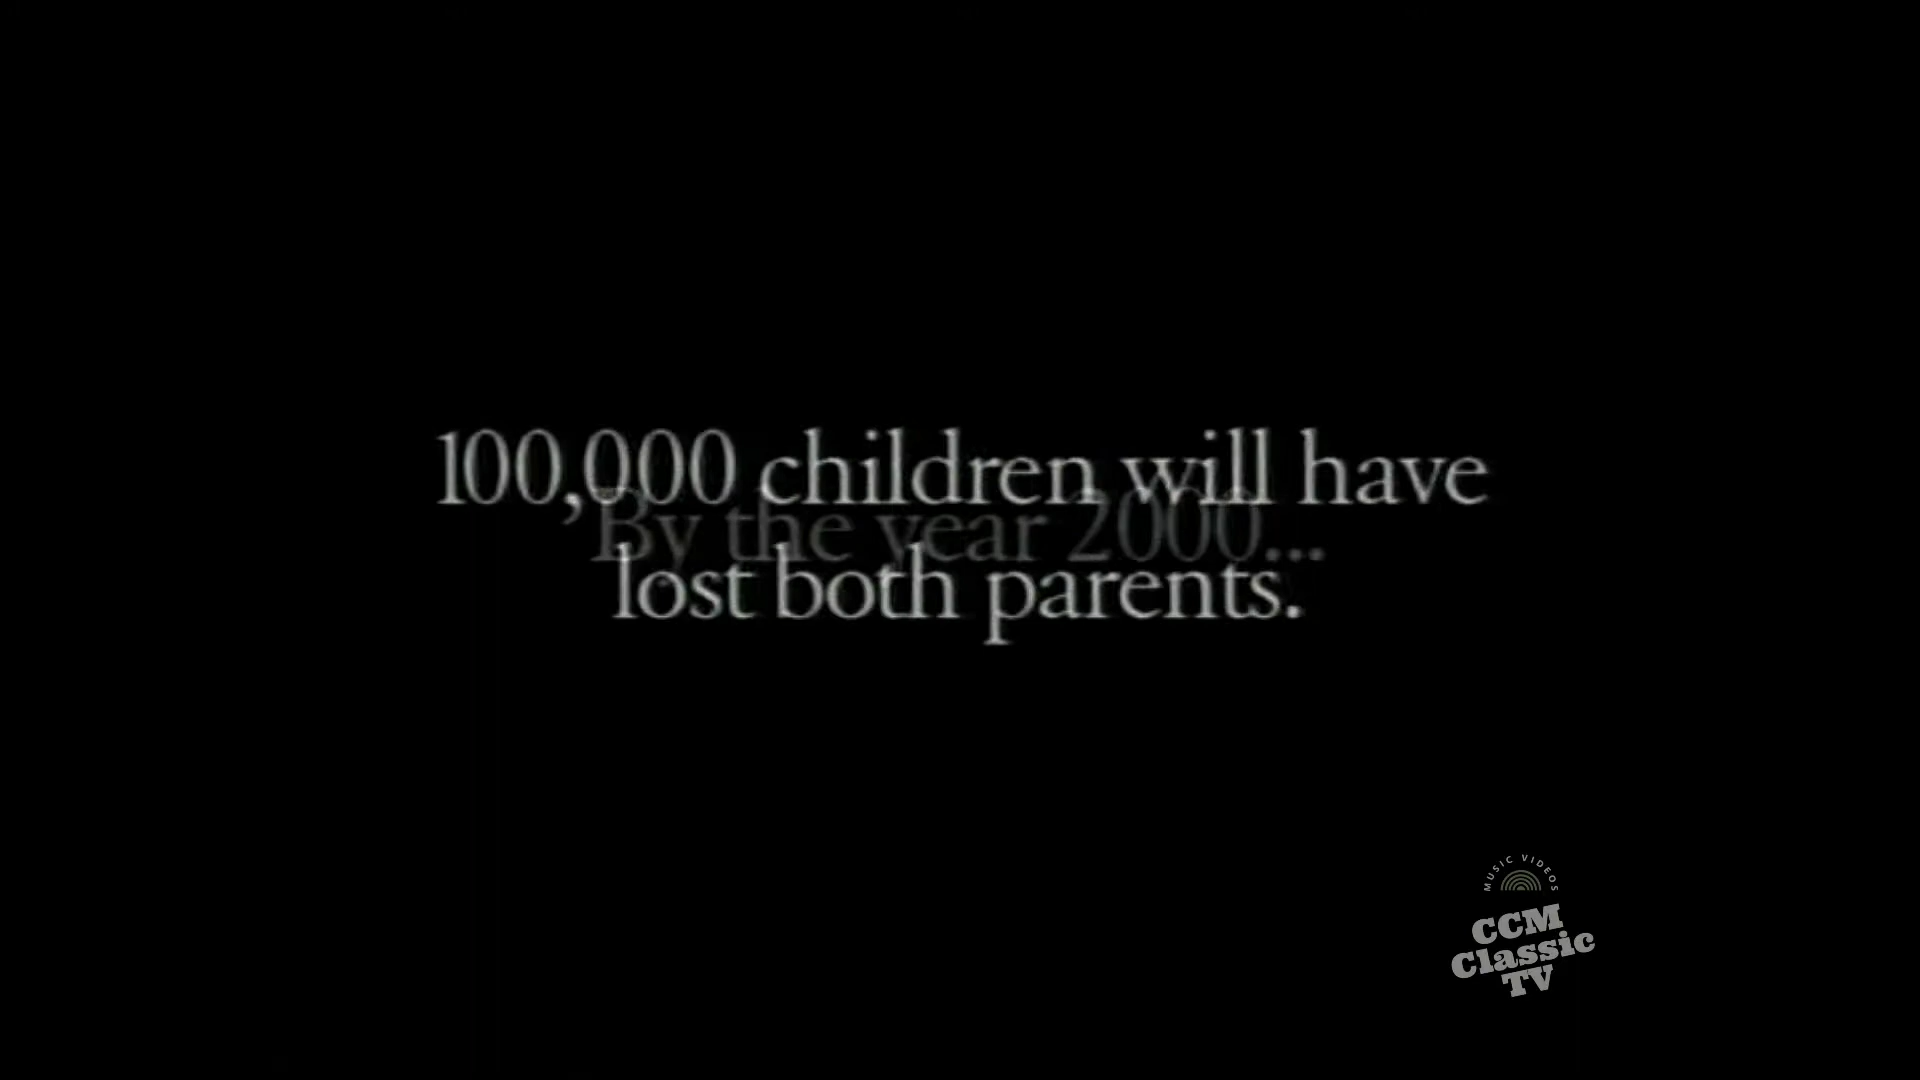 100,000 children will have
By the year 2000...
lost both parents.
MUSIC VIDEOS
CCM
Classic
TV